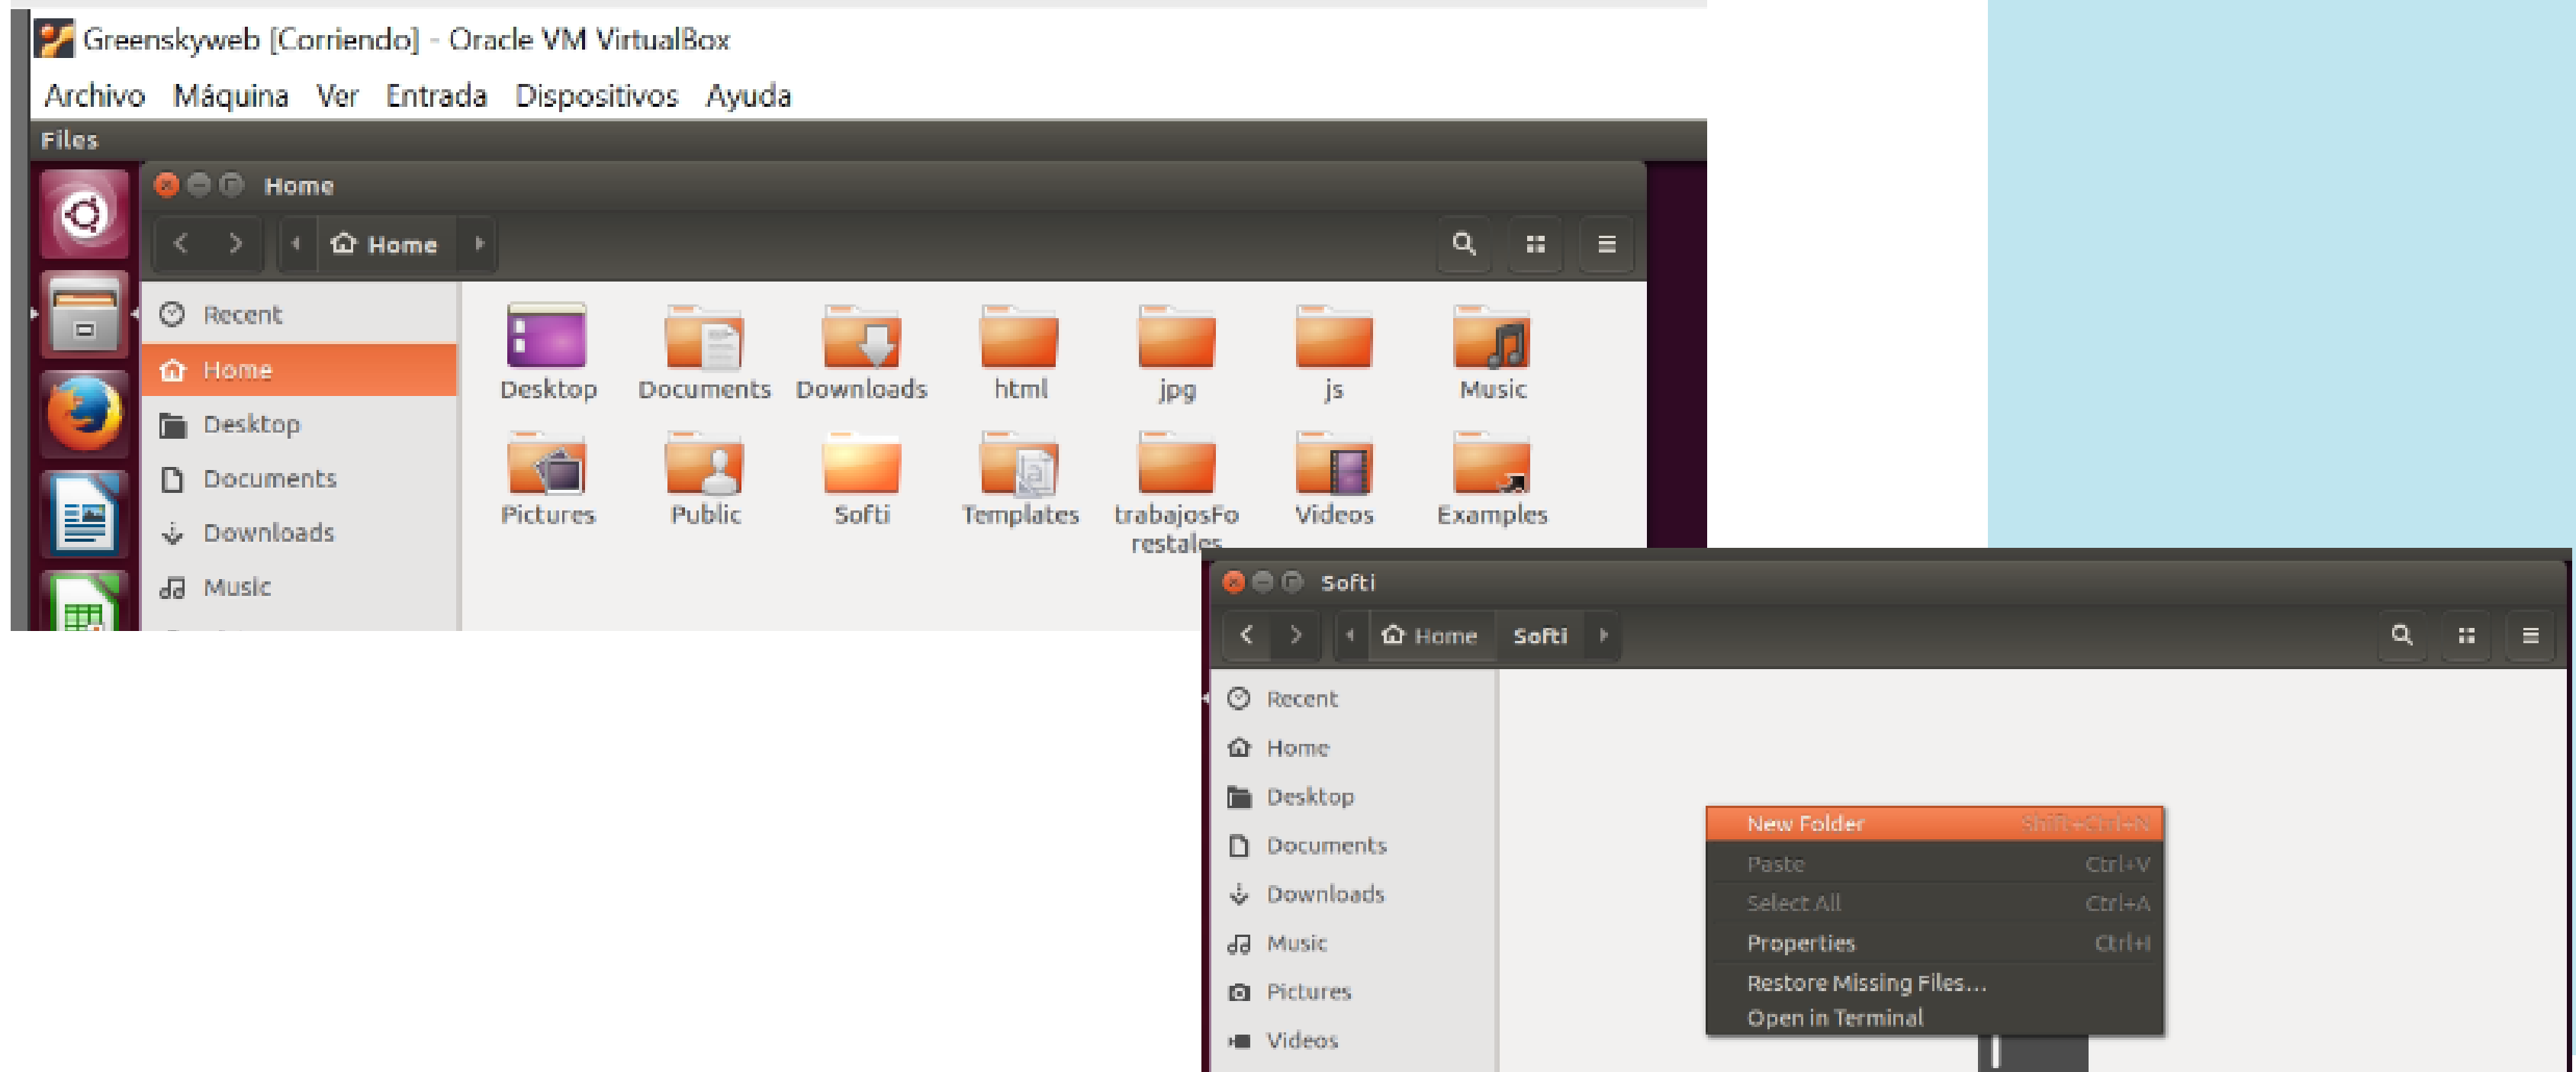 Greenskyweb [Corriendo] - Oracle VM VirtualBox
Archivo Máquina Ver Entrada Dispositivos Ayuda
Files
Home
Home
Recent
Home
Desktop
Documents
Downloads
Music
Desktop Documents Downloads html jpg js Music
Pictures Public Softi Templates trabajosFo Videos Examples
restales
Softi
Home Softi
Recent
Home
Desktop
Documents
Downloads
Music
Pictures
Videos
New Folder Shift+Ctrl+N
Paste Ctrl+V
Select All Ctrl+A
Properties Ctrl+I
Restore Missing Files...
Open in Terminal